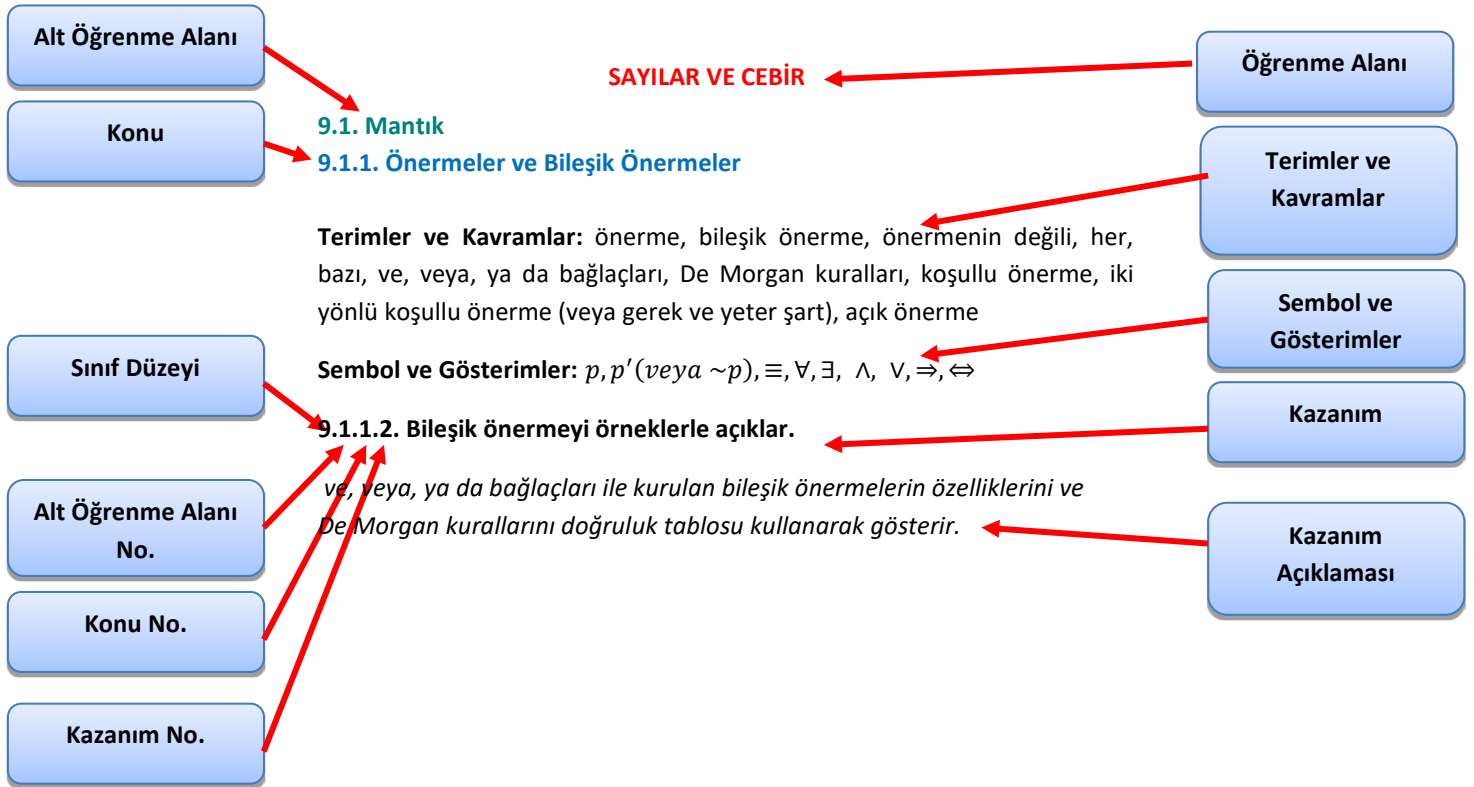 Alt Öğrenme Alanı
Konu
Sınıf Düzeyi
Alt Öğrenme Alanı
No.
Konu No.
Kazanım No.
SAYILAR VE CEBİR
9.1. Mantık
9.1.1. Önermeler ve Bileşik Önermeler
Terimler ve Kavramlar: önerme, bileşik önerme, önermenin değili, her,
bazı, ve, veya, ya da bağlaçları, De Morgan kuralları, koşullu önerme, iki
yönlü koşullu önerme (veya gerek ve yeter şart), açık önerme
Sembol ve Gösterimler: p, p′(veya ~p), ≡, ∀, ∃, ∧, ∨, ⇒, ⇔
9.1.1.2. Bileşik önermeyi örneklerle açıklar.
ve, veya, ya da bağlaçları ile kurulan bileşik önermelerin özelliklerini ve
De Morgan kurallarını doğruluk tablosu kullanarak gösterir.
Öğrenme Alanı
Terimler ve
Kavramlar
Sembol ve
Gösterimler
Kazanım
Kazanım
Açıklaması